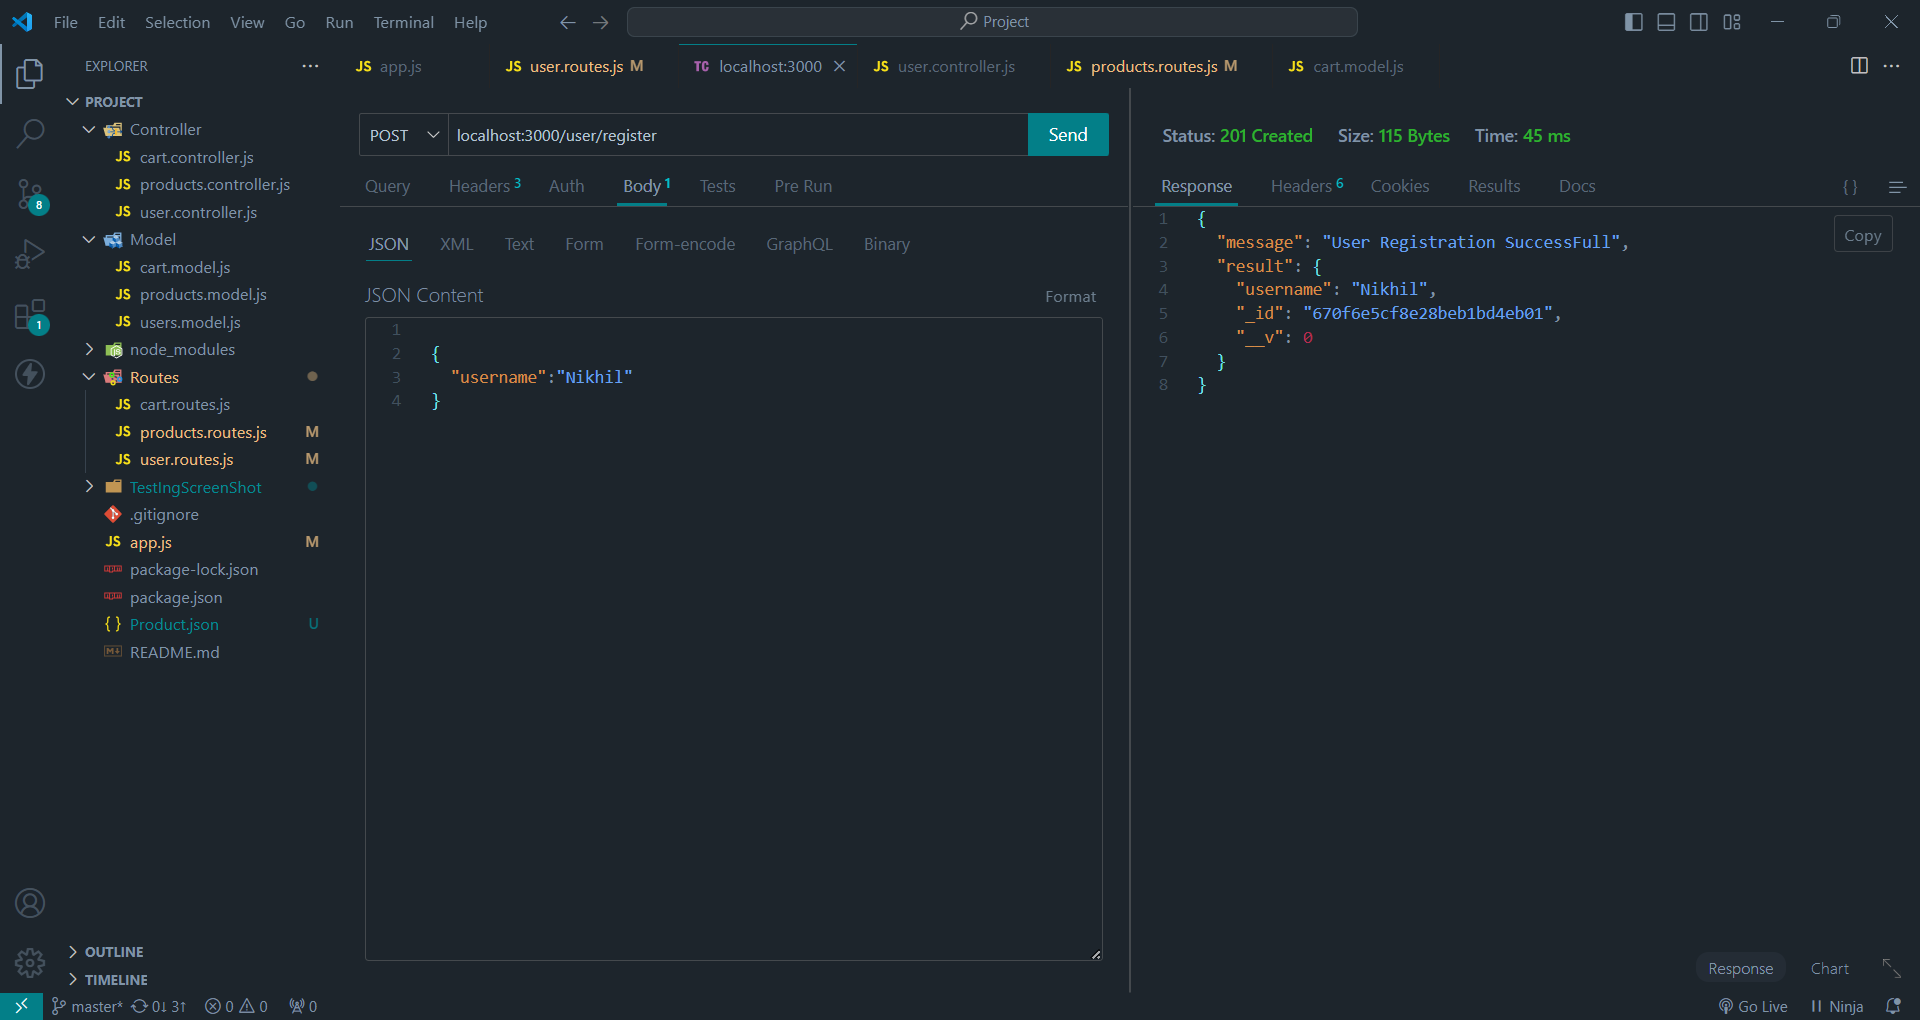 File Edit Selection View Go Run Terminal Help
Project
EXPLORER
PROJECT
Controller
JS cart.controller.js
JS products.controller.js
JS user.controller.js
Model
JS cart.model.js
JS products.model.js
JS users.model.js
node_modules
Routes
JS cart.routes.js
JS products.routes.js M
JS user.routes.js M
TestIngScreenShot
.gitignore
JS app.js M
package-lock.json
package.json
{} Product.json U
README.md
OUTLINE
TIMELINE
8
1
JS app.js JS user.routes.js M TC localhost:3000 JS user.controller.js JS products.routes.js M JS cart.model.js
POST localhost:3000/user/register Send
Query Headers 3 Auth Body 1 Tests Pre Run
JSON XML Text Form Form-encode GraphQL Binary
JSON Content Format
1
2 {
3 "username":"Nikhil"
4 }
Status: 201 Created Size: 115 Bytes Time: 45 ms
Response Headers 6 Cookies Results Docs { }
Copy
1 {
2 "message": "User Registration SuccessFull",
3 "result": {
4 "username": "Nikhil",
5 "_id": "670f6e5cf8e28beb1bd4eb01",
6 "__v": 0
7 }
8 }
Response Chart
master* 0↓ 3↑ 0 0 0 Go Live Ninja